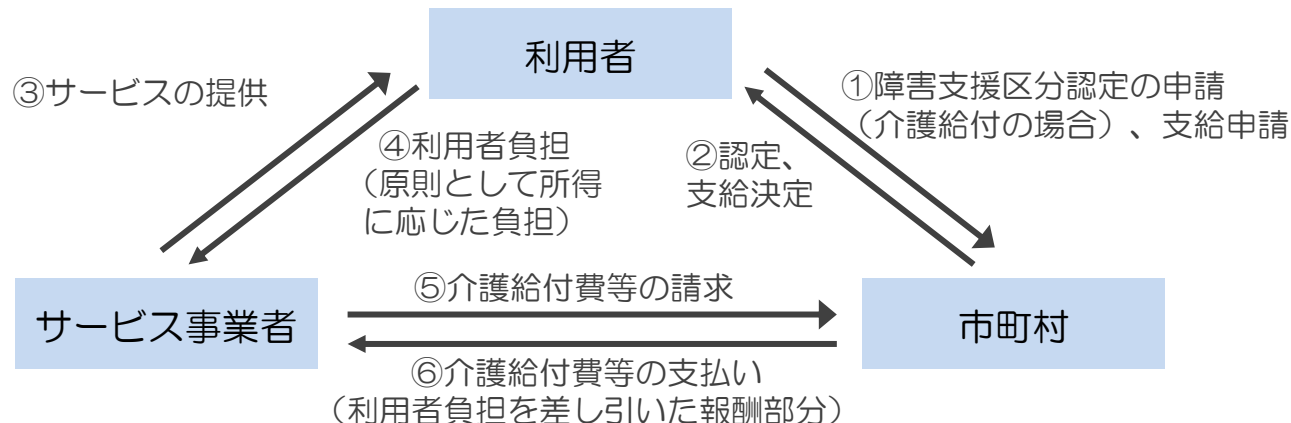 利用者
③サービスの提供
①障害支援区分認定の申請
（介護給付の場合）、支給申請
④利用者負担
（原則として所得
に応じた負担）
②認定、
支給決定
⑤介護給付費等の請求
サービス事業者
市町村
⑥介護給付費等の支払い
（利用者負担を差し引いた報酬部分）